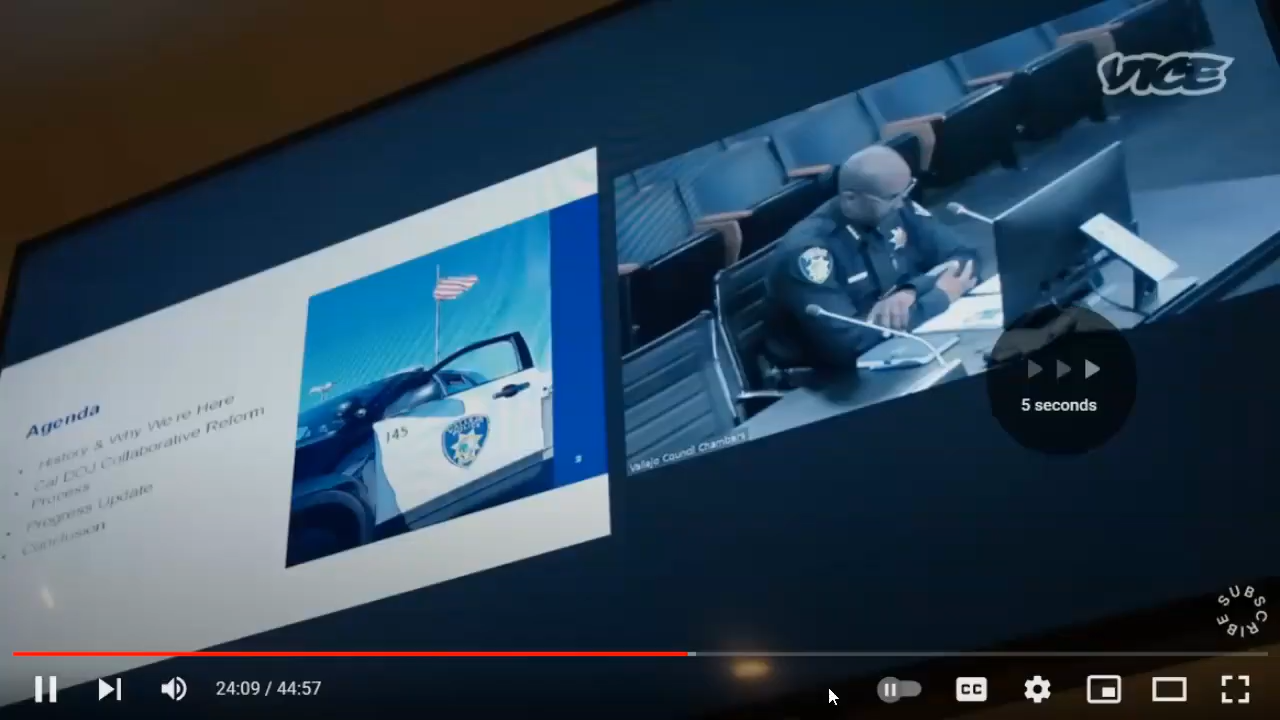 VICE
Agenda
History & Why We're Here
Cal DOJ Collaborative Reform
Process
Progress Update
Conclusion
145
Vallejo Council Chambers
5 seconds
SUBSCRIBE
24:09 / 44:57
CC